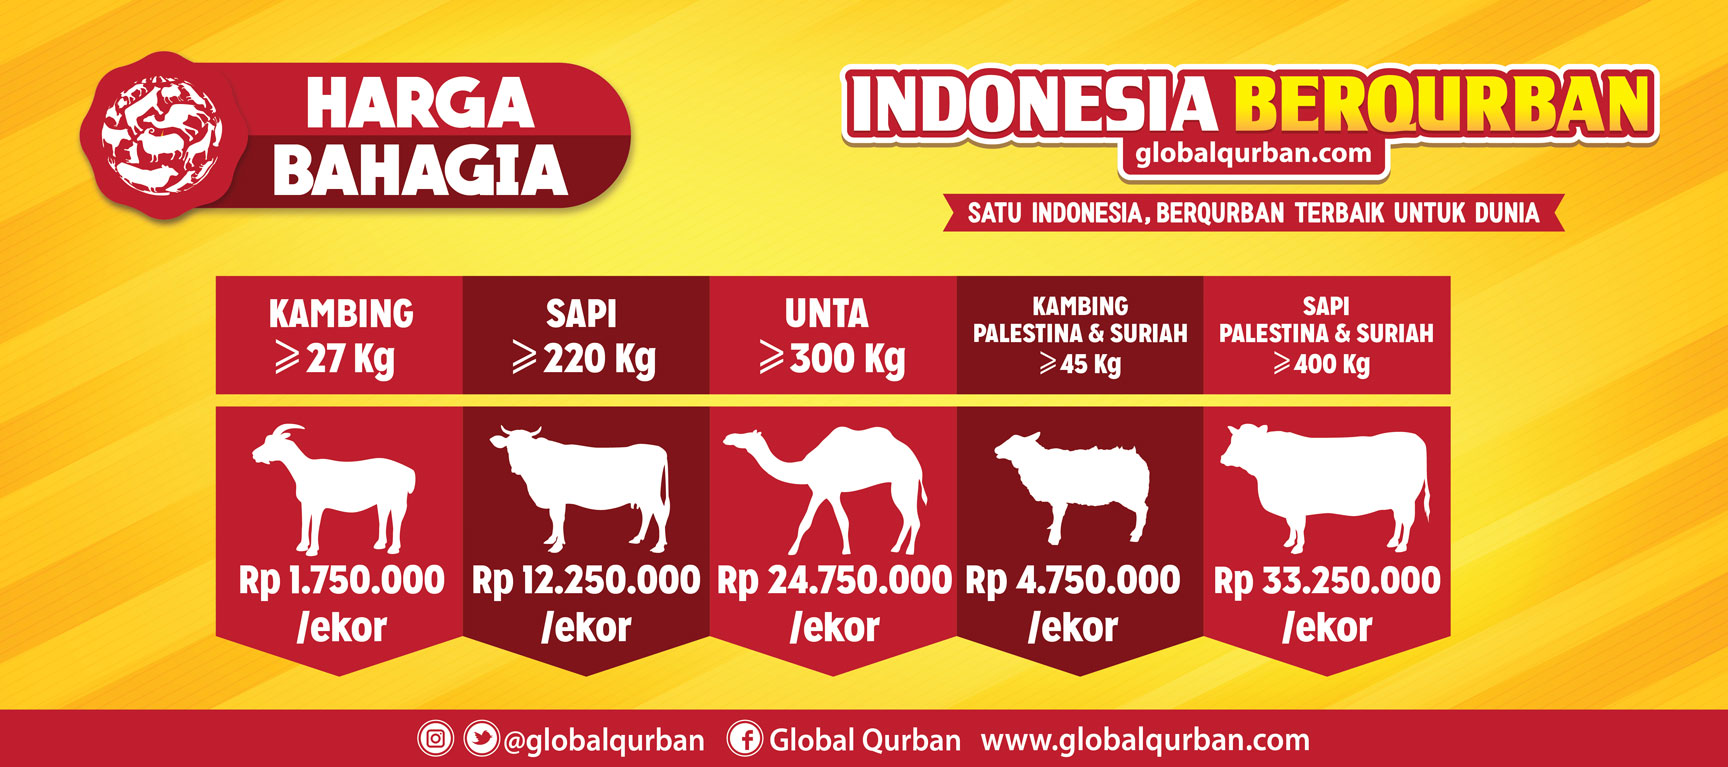 HARGA
BAHAGIA
INDONESIA BERQURBAN
globalqurban.com
SATU INDONESIA, BERQURBAN TERBAIK UNTUK DUNIA
KAMBING
⩾ 27 Kg
SAPI
⩾ 220 Kg
UNTA
⩾ 300 Kg
KAMBING
PALESTINA & SURIAH
⩾ 45 Kg
SAPI
PALESTINA & SURIAH
⩾ 400 Kg
Rp 1.750.000
/ekor
Rp 12.250.000
/ekor
Rp 24.750.000
/ekor
Rp 4.750.000
/ekor
Rp 33.250.000
/ekor
@globalqurban Global Qurban www.globalqurban.com